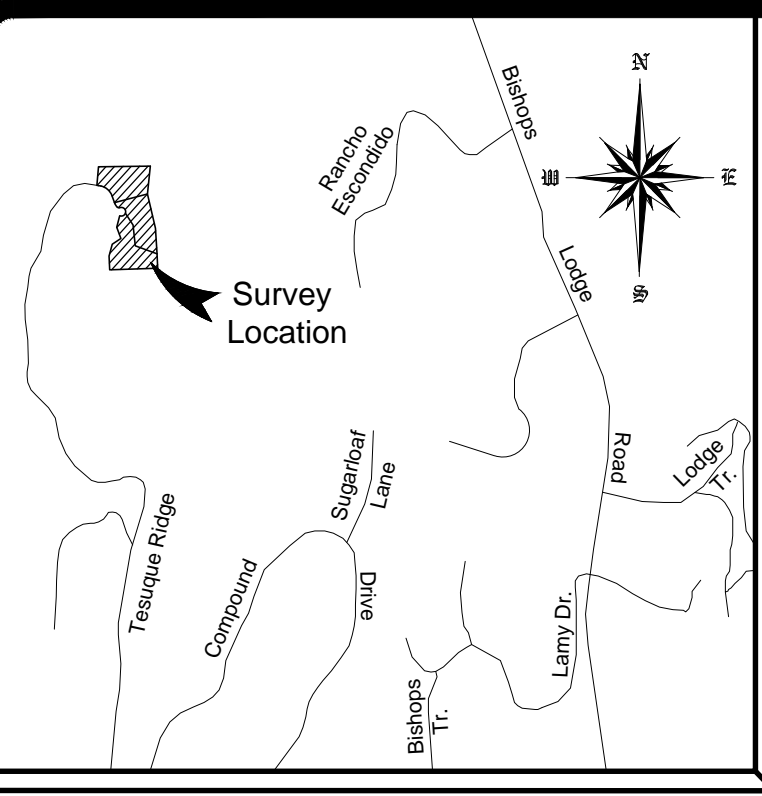 N
Bishops
Rancho
Escondido
W
E
Lodge
S
Survey
Location
Sugarloaf
Lane
Road
Lodge
Tr.
Tesuque Ridge
Compound
Drive
Lamy Dr.
Bishops
Tr.